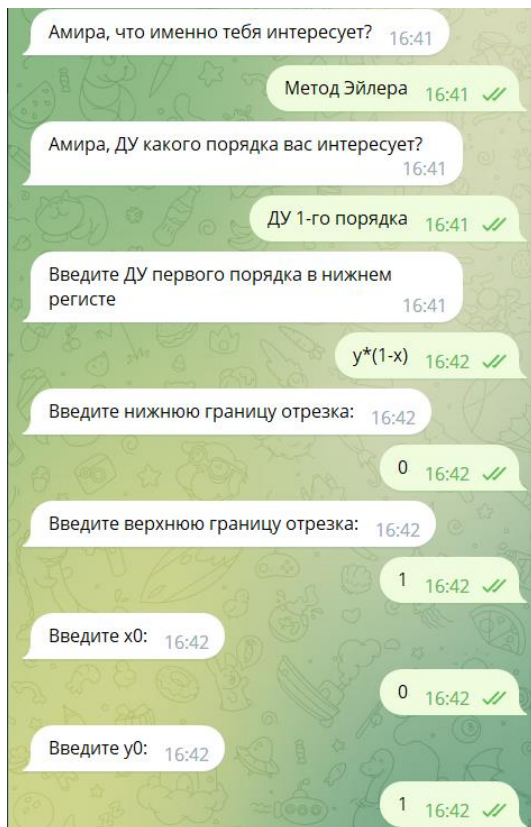 Амира, что именно тебя интересует? 16:41
Метод Эйлера 16:41
Амира, ДУ какого порядка вас интересует?
16:41
ДУ 1-го порядка 16:41
Введите ДУ первого порядка в нижнем
регисте 16:41
y*(1-x) 16:42
Введите нижнюю границу отрезка: 16:42
0 16:42
Введите верхнюю границу отрезка: 16:42
1 16:42
Введите x0: 16:42
0 16:42
Введите y0: 16:42
1 16:42